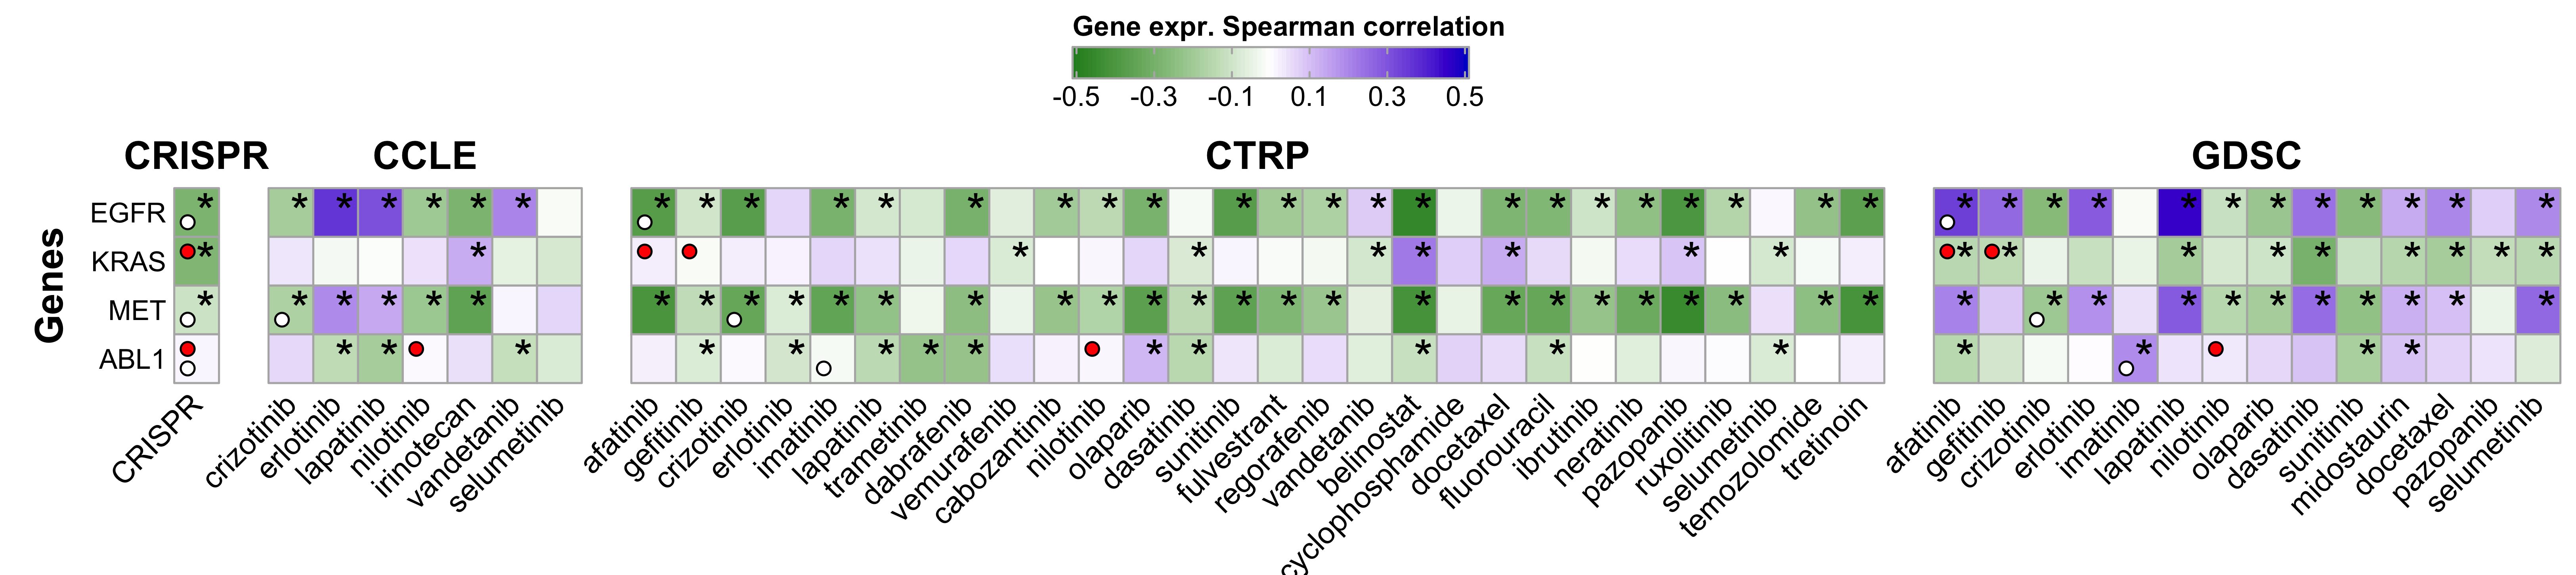 Gene expr. Spearman correlation
-0.5 -0.3 -0.1 0.1 0.3 0.5
CRISPR CCLE CTRP GDSC
Genes
EGFR
KRAS
MET
ABL1
CRISPR
crizotinib
erlotinib
lapatinib
nilotinib
irinotecan
vandetanib
selumetinib
afatinib
gefitinib
crizotinib
erlotinib
imatinib
lapatinib
trametinib
dabrafenib
vemurafenib
cabozantinib
nilotinib
olaparib
dasatinib
sunitinib
fulvestrant
regorafenib
vandetanib
belinostat
cyclophosphamide
docetaxel
fluorouracil
ibrutinib
neratinib
pazopanib
ruxolitinib
selumetinib
temozolomide
tretinoin
afatinib
gefitinib
crizotinib
erlotinib
imatinib
lapatinib
nilotinib
olaparib
dasatinib
sunitinib
midostaurin
docetaxel
pazopanib
selumetinib